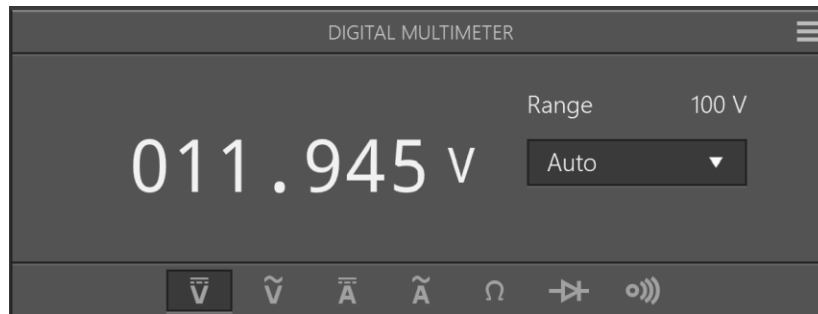 DIGITAL MULTIMETER
Range 100 V
011.945 V
Auto
V V A A Ω